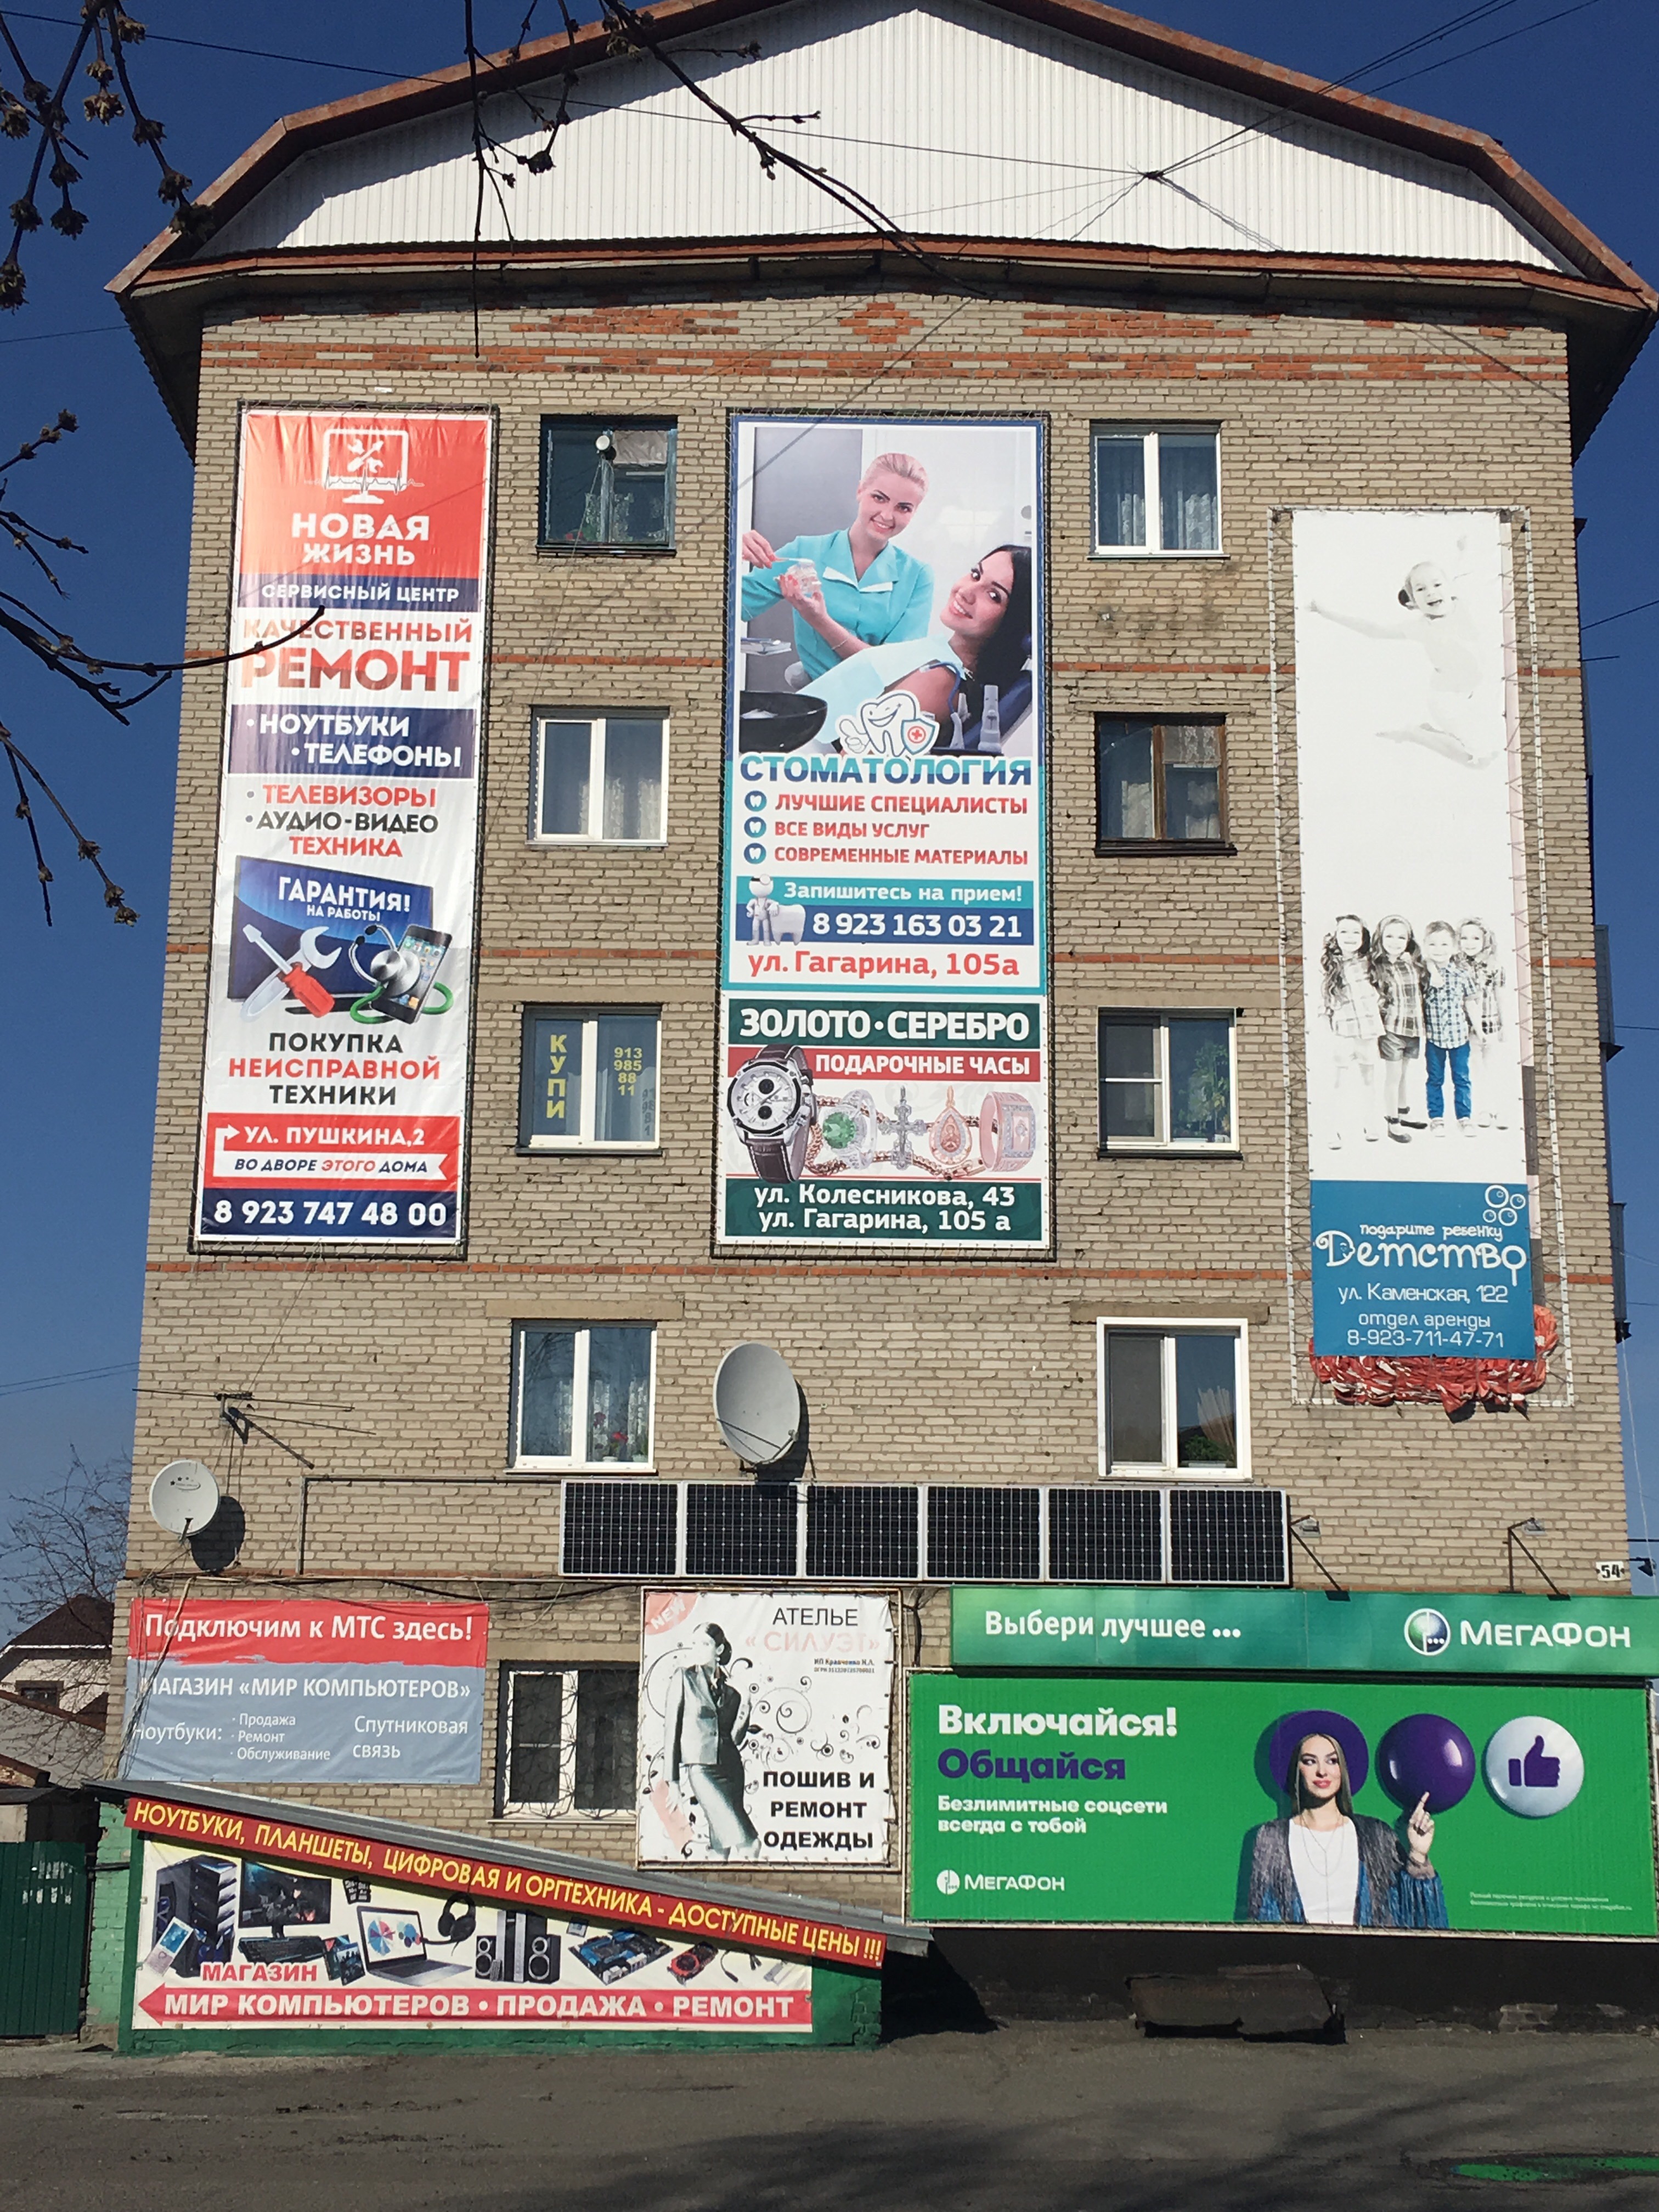 НОВАЯ
ЖИЗНЬ
СЕРВИСНЫЙ ЦЕНТР
КАЧЕСТВЕННЫЙ
РЕМОНТ
• НОУТБУКИ
• ТЕЛЕФОНЫ
• ТЕЛЕВИЗОРЫ
• АУДИО-ВИДЕО
ТЕХНИКА
ГАРАНТИЯ!
НА РАБОТЫ
ПОКУПКА
НЕИСПРАВНОЙ
ТЕХНИКИ
УЛ. ПУШКИНА,2
ВО ДВОРЕ ЭТОГО ДОМА
8 923 747 48 00
КУПИ
913
985
88
11
СТОМАТОЛОГИЯ
ЛУЧШИЕ СПЕЦИАЛИСТЫ
ВСЕ ВИДЫ УСЛУГ
СОВРЕМЕННЫЕ МАТЕРИАЛЫ
Запишитесь на прием!
8 923 163 03 21
ул. Гагарина, 105а
ЗОЛОТО • СЕРЕБРО
ПОДАРОЧНЫЕ ЧАСЫ
ул. Колесникова, 43
ул. Гагарина, 105 а
подарите ребенку
Детство
ул. Каменская, 122
отдел аренды
8-923-711-47-71
54
Подключим к МТС здесь!
МАГАЗИН «МИР КОМПЬЮТЕРОВ»
Ноутбуки:
· Продажа
· Ремонт
· Обслуживание
Спутниковая
связь
NEW
АТЕЛЬЕ
«СИЛУЭТ»
ИП Кравченко Н.Л.
ПОШИВ И
РЕМОНТ
ОДЕЖДЫ
Выбери лучшее ...
МЕГАФОН
Включайся!
Общайся
Безлимитные соцсети
всегда с тобой
МЕГАФОН
НОУТБУКИ, ПЛАНШЕТЫ, ЦИФРОВАЯ И ОРГТЕХНИКА - ДОСТУПНЫЕ ЦЕНЫ !!!
МАГАЗИН
МИР КОМПЬЮТЕРОВ • ПРОДАЖА • РЕМОНТ